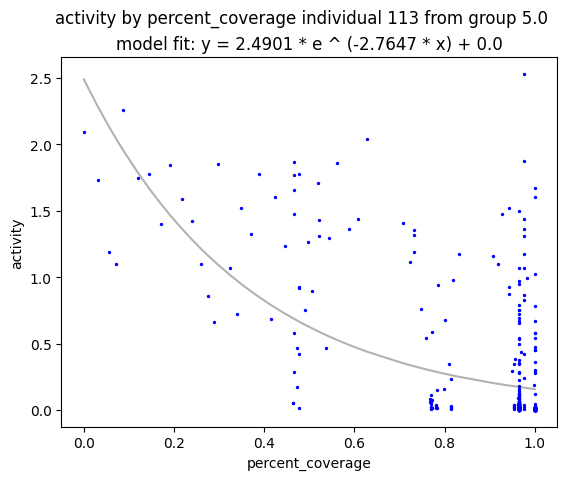 activity by percent_coverage individual 113 from group 5.0
model fit: y = 2.4901 * e ^ (-2.7647 * x) + 0.0
2.5
2.0
1.5
1.0
0.5
0.0
activity
0.0 0.2 0.4 0.6 0.8 1.0
percent_coverage